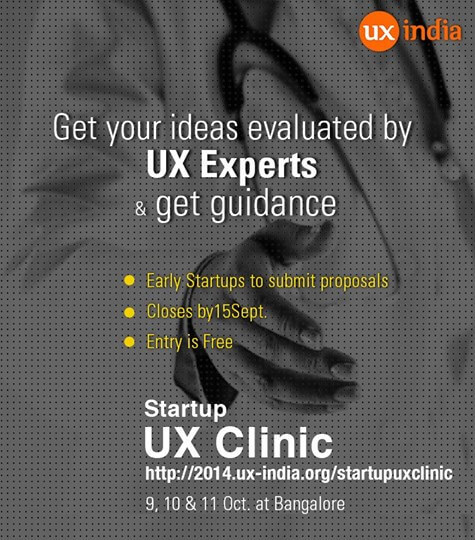 ux india
Get your ideas evaluated by
UX Experts
& get guidance
Early Startups to submit proposals
Closes by15Sept.
Entry is Free
Startup
UX Clinic
http://2014.ux-india.org/startupuxclinic
9, 10 & 11 Oct. at Bangalore